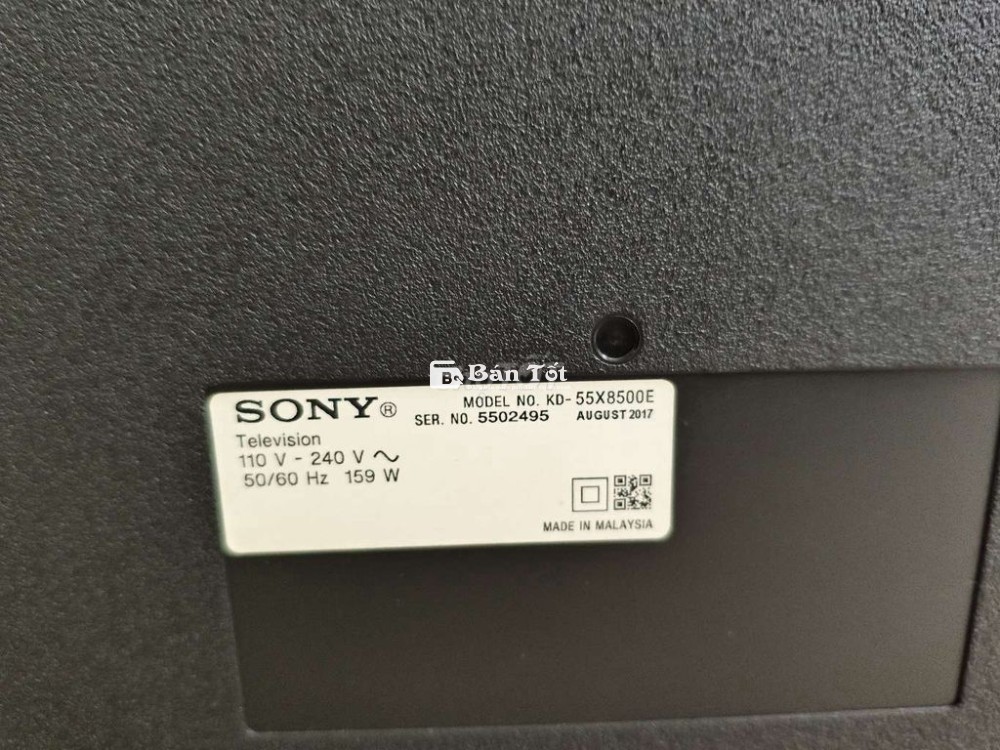 Bán Tốt
SONY®
MODEL NO. KD-55X8500E
SER. NO. 5502495 AUGUST 2017
Television
110 V - 240 V ~
50/60 Hz 159 W
MADE IN MALAYSIA